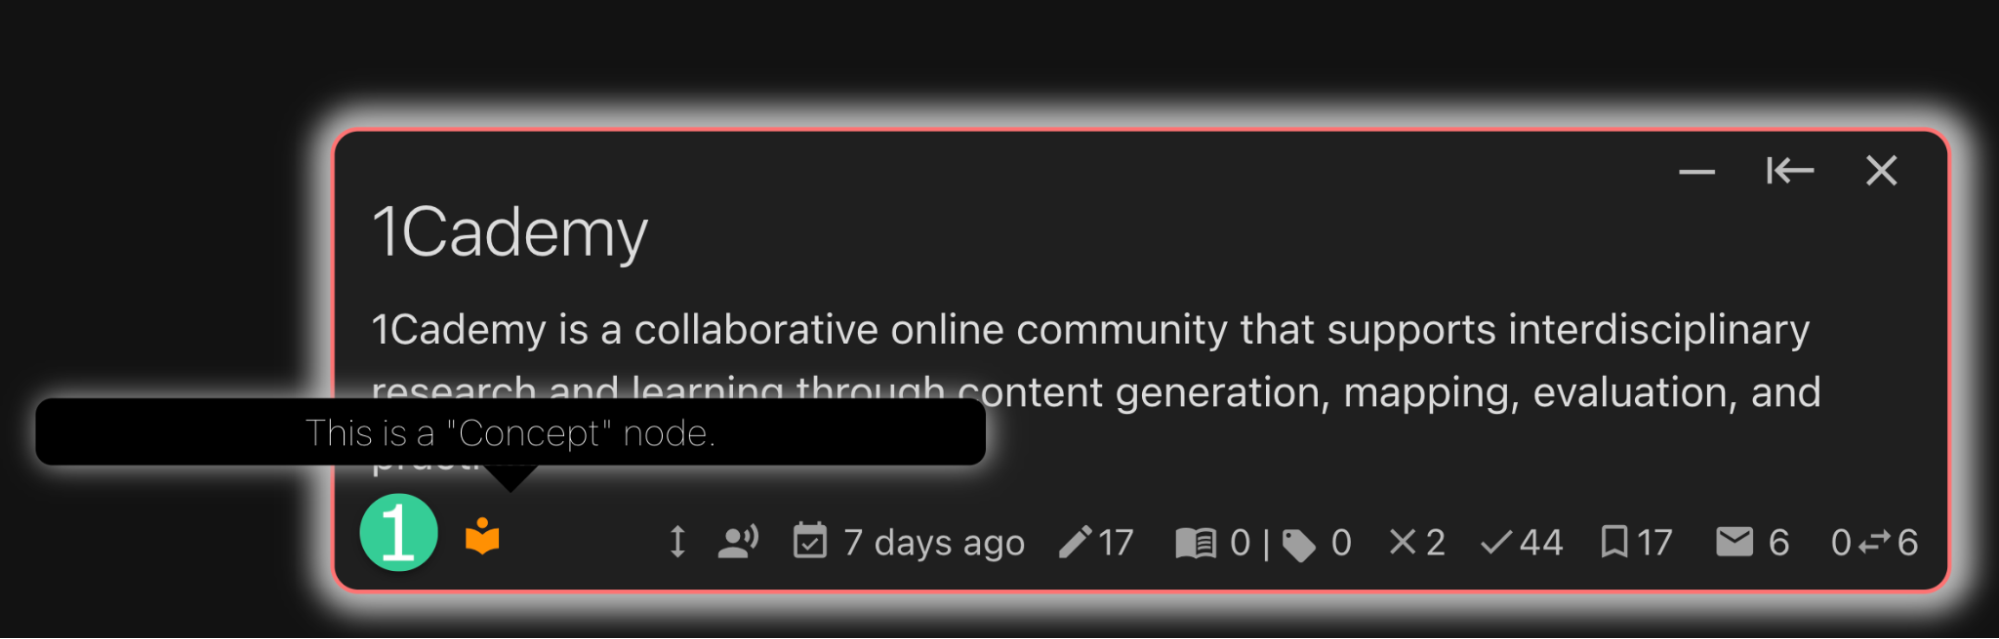 1Cademy
1Cademy is a collaborative online community that supports interdisciplinary
research and learning through content generation, mapping, evaluation, and
This is a "Concept" node.
1 7 days ago 17 0 | 0 2 44 17 6 0 6